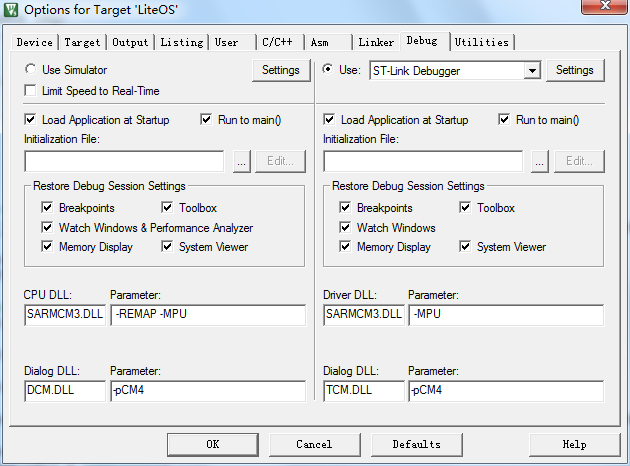 Options for Target 'LiteOS'
Device Target Output Listing User C/C++ Asm Linker Debug Utilities
Use Simulator Settings
Limit Speed to Real-Time
Use: ST-Link Debugger Settings
Load Application at Startup Run to main()
Initialization File:
... Edit...
Restore Debug Session Settings
Breakpoints Toolbox
Watch Windows & Performance Analyzer
Memory Display System Viewer
CPU DLL: Parameter:
SARMCM3.DLL -REMAP -MPU
Dialog DLL: Parameter:
DCM.DLL -pCM4
Load Application at Startup Run to main()
Initialization File:
... Edit...
Restore Debug Session Settings
Breakpoints Toolbox
Watch Windows
Memory Display System Viewer
Driver DLL: Parameter:
SARMCM3.DLL -MPU
Dialog DLL: Parameter:
TCM.DLL -pCM4
OK Cancel Defaults Help